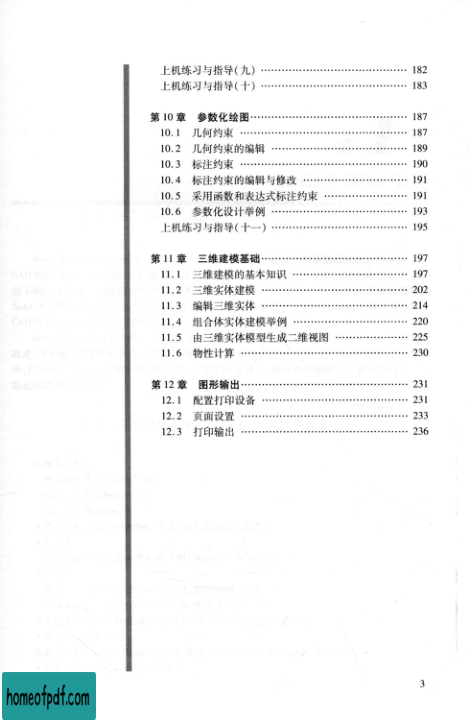 上机练习与指导(九) …… 182
上机练习与指导(十) …… 183
第10章 参数化绘图 …… 187
10.1 几何约束 …… 187
10.2 几何约束的编辑 …… 189
10.3 标注约束 …… 190
10.4 标注约束的编辑与修改 …… 191
10.5 采用函数和表达式标注约束 …… 191
10.6 参数化设计举例 …… 193
上机练习与指导(十一) …… 195
第11章 三维建模基础 …… 197
11.1 三维建模的基本知识 …… 197
11.2 三维实体建模 …… 202
11.3 编辑三维实体 …… 214
11.4 组合体实体建模举例 …… 220
11.5 由三维实体模型生成二维视图 …… 225
11.6 物性计算 …… 230
第12章 图形输出 …… 231
12.1 配置打印设备 …… 231
12.2 页面设置 …… 233
12.3 打印输出 …… 236
3
homeofpdf.com